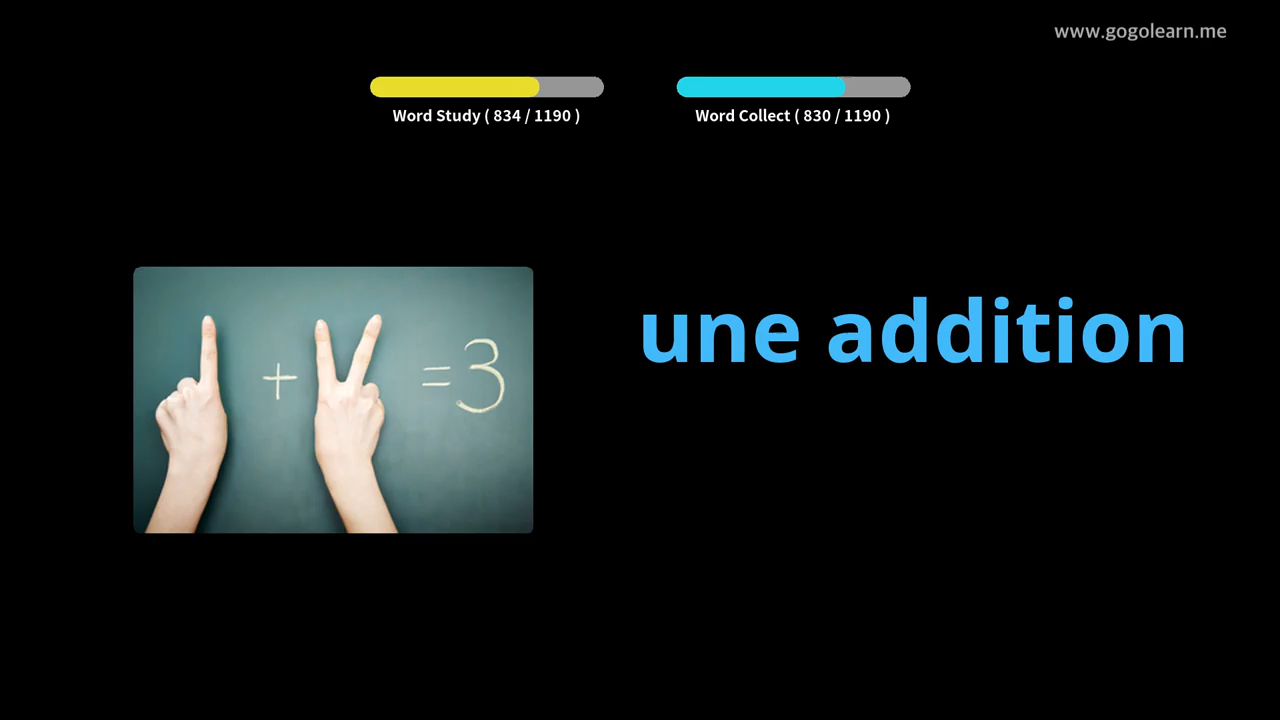 www.gogolearn.me
Word Study ( 834 / 1190 )
Word Collect ( 830 / 1190 )
+ = 3
une addition